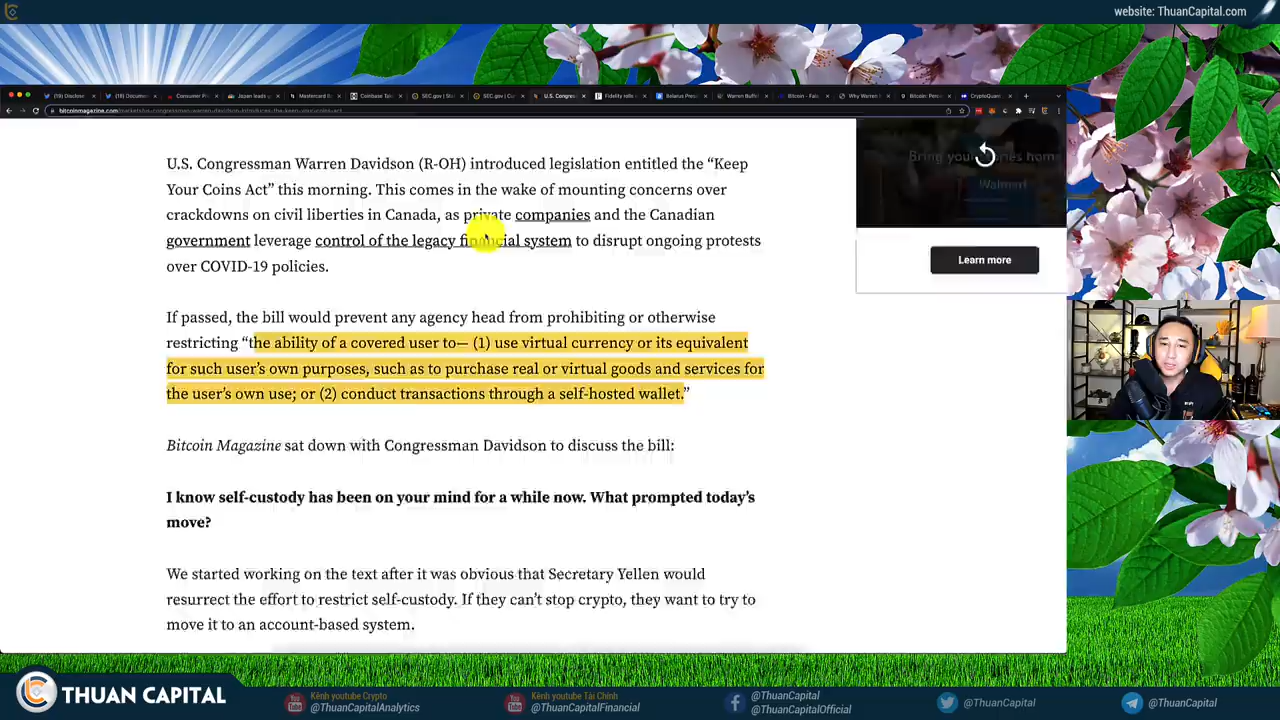 website: ThuanCapital.com
U.S. Congres
bitcoinmagazine.com
U.S. Congressman Warren Davidson (R-OH) introduced legislation entitled the “Keep
Your Coins Act” this morning. This comes in the wake of mounting concerns over
crackdowns on civil liberties in Canada, as private companies and the Canadian
government leverage control of the legacy financial system to disrupt ongoing protests
over COVID-19 policies.
If passed, the bill would prevent any agency head from prohibiting or otherwise
restricting “the ability of a covered user to— (1) use virtual currency or its equivalent
for such user’s own purposes, such as to purchase real or virtual goods and services for
the user’s own use; or (2) conduct transactions through a self-hosted wallet.”
Bitcoin Magazine sat down with Congressman Davidson to discuss the bill:
I know self-custody has been on your mind for a while now. What prompted today’s
move?
We started working on the text after it was obvious that Secretary Yellen would
resurrect the effort to restrict self-custody. If they can’t stop crypto, they want to try to
move it to an account-based system.
Walmart
Learn more
THUAN CAPITAL
Kênh youtube Crypto
@ThuanCapitalAnalytics
Kênh youtube Tài Chính
@ThuanCapitalFinancial
@ThuanCapital
@ThuanCapitalOfficial
@ThuanCapital
@ThuanCapital